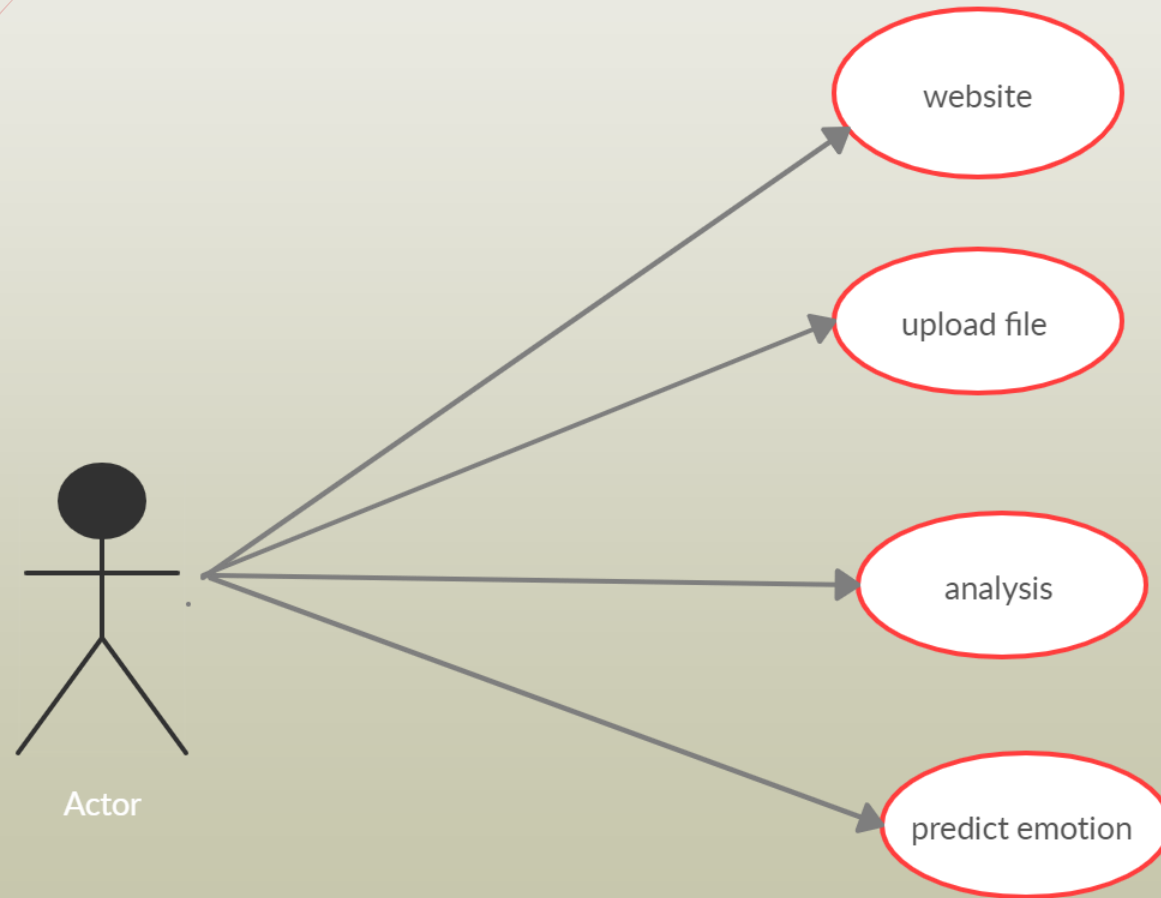 website
upload file
analysis
predict emotion
Actor